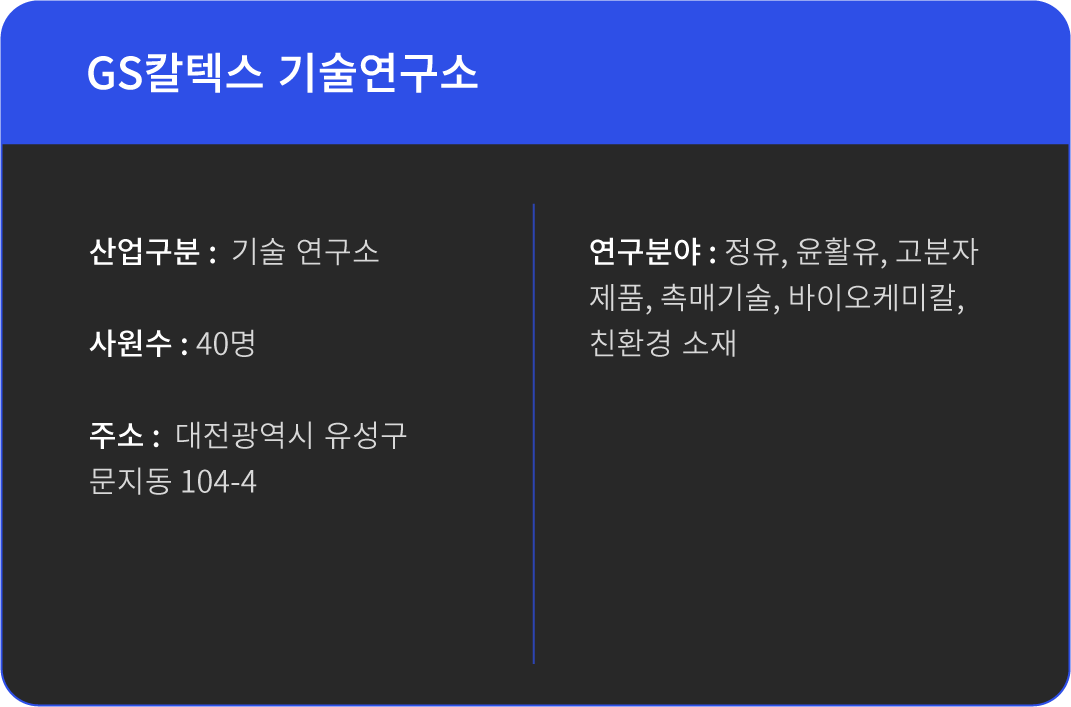 GS칼텍스 기술연구소
산업구분 : 기술 연구소
사원수 : 40명
주소 : 대전광역시 유성구
문지동 104-4
연구분야 : 정유, 윤활유, 고분자
제품, 촉매기술, 바이오케미칼,
친환경 소재